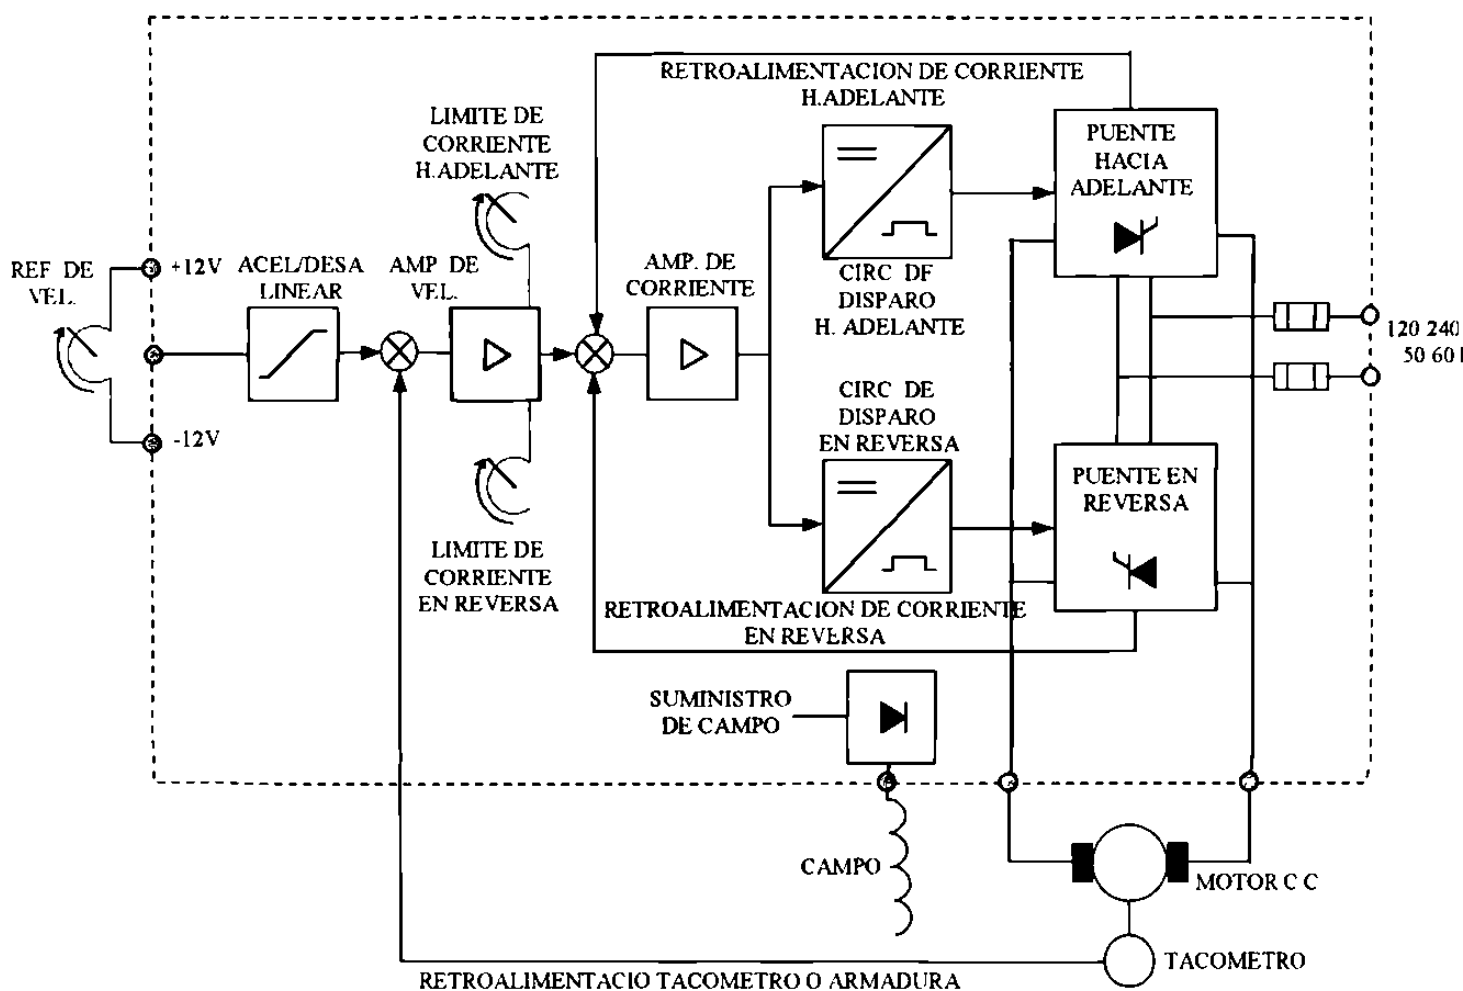 RETROALIMENTACION DE CORRIENTE
H.ADELANTE
LIMITE DE
CORRIENTE
H.ADELANTE
PUENTE
HACIA
ADELANTE
REF DE
VEL.
+12V
-12V
ACEL/DESA
LINEAR
AMP DE
VEL.
AMP. DE
CORRIENTE
CIRC DE
DISPARO
H. ADELANTE
120 240
50 60
CIRC DE
DISPARO
EN REVERSA
PUENTE EN
REVERSA
LIMITE DE
CORRIENTE
EN REVERSA
RETROALIMENTACION DE CORRIENTE
EN REVERSA
SUMINISTRO
DE CAMPO
CAMPO
MOTOR C C
TACOMETRO
RETROALIMENTACIO TACOMETRO O ARMADURA